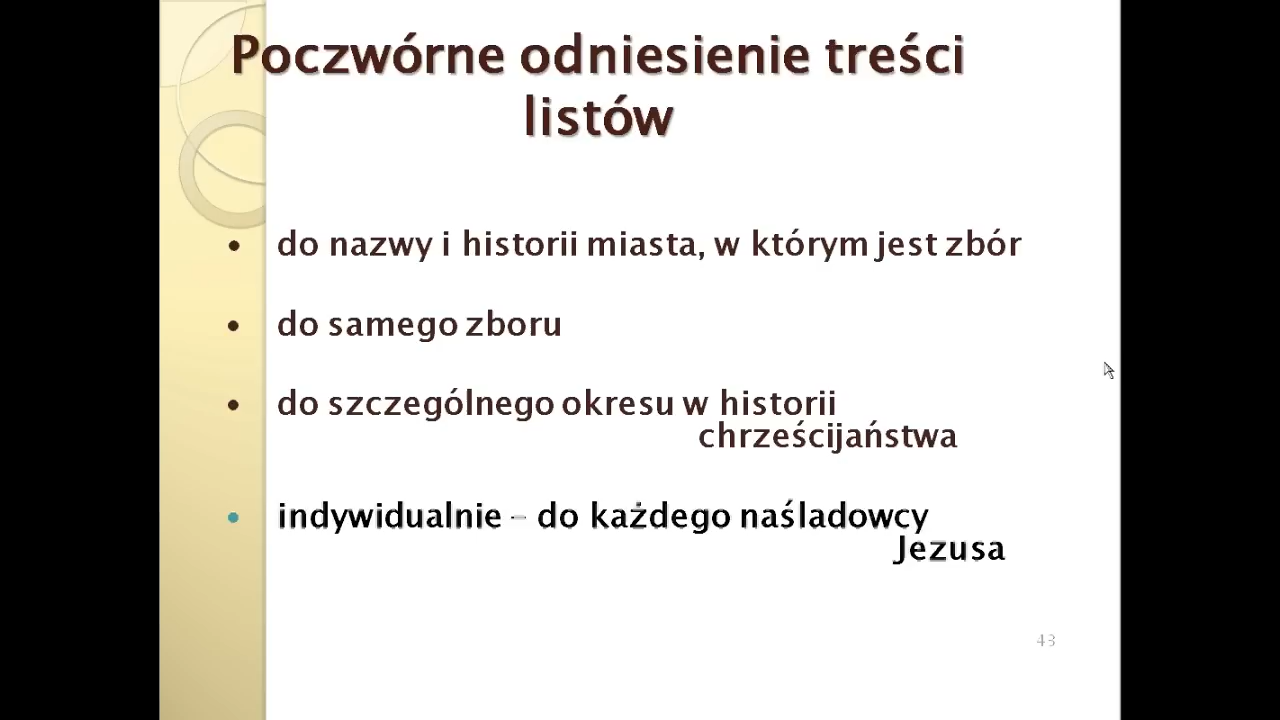 Poczwórne odniesienie treści
listów
• do nazwy i historii miasta, w którym jest zbór
• do samego zboru
• do szczególnego okresu w historii
chrześcijaństwa
• indywidualnie – do każdego naśladowcy
Jezusa
43